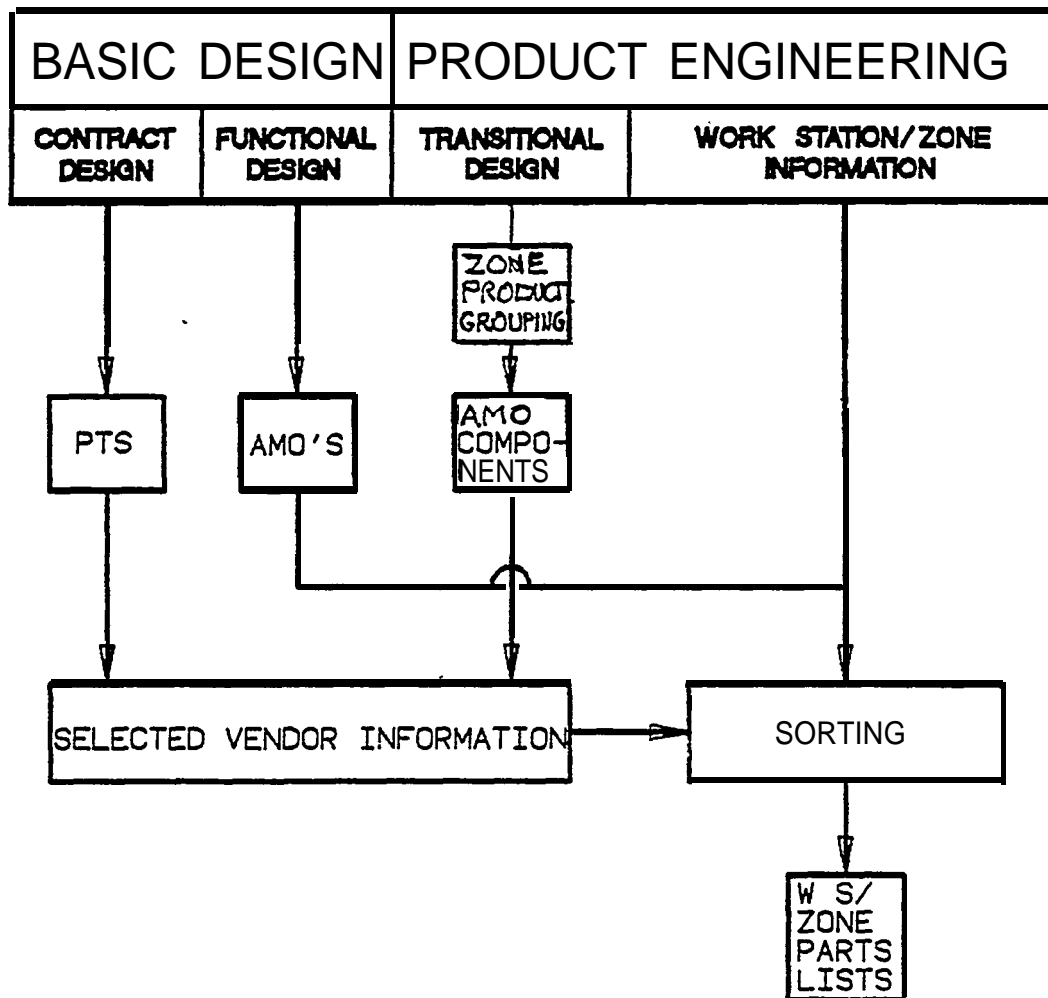 BASIC DESIGN
PRODUCT ENGINEERING
CONTRACT
DESIGN
FUNCTIONAL
DESIGN
TRANSITIONAL
DESIGN
WORK STATION/ZONE
INFORMATION
ZONE
PRODUCT
GROUPING
PTS
AMO'S
AMO
COMPO-
NENTS
SELECTED VENDOR INFORMATION
SORTING
W S/
ZONE
PARTS
LISTS